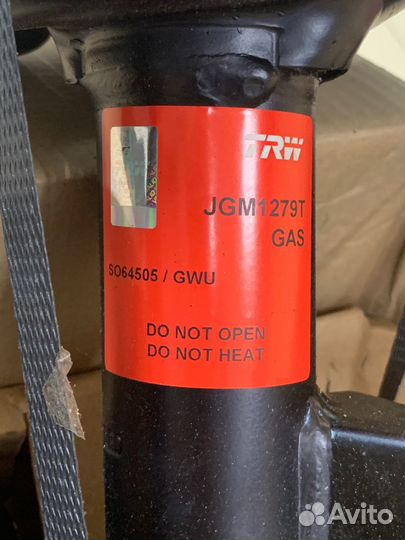 TRW
JGM1279T
GAS
SO64505 / GWU
DO NOT OPEN
DO NOT HEAT
Avito